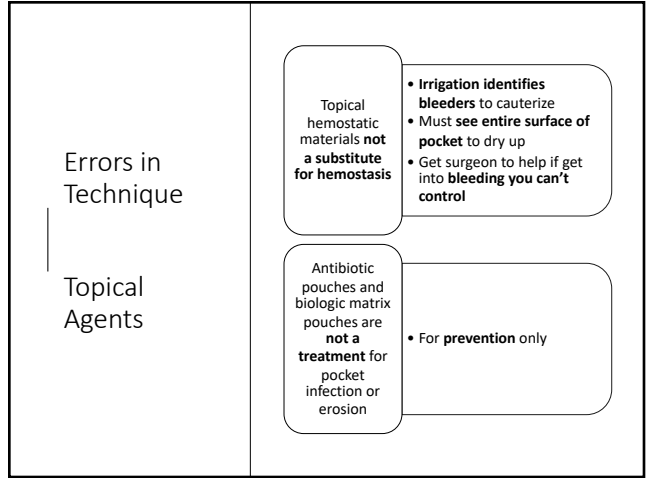 Errors in
Technique
Topical
Agents
Topical
hemostatic
materials not
a substitute
for hemostasis
• Irrigation identifies
bleeders to cauterize
• Must see entire surface of
pocket to dry up
• Get surgeon to help if get
into bleeding you can't
control
Antibiotic
pouches and
biologic matrix
pouches are
not a
treatment for
pocket
infection or
erosion
• For prevention only